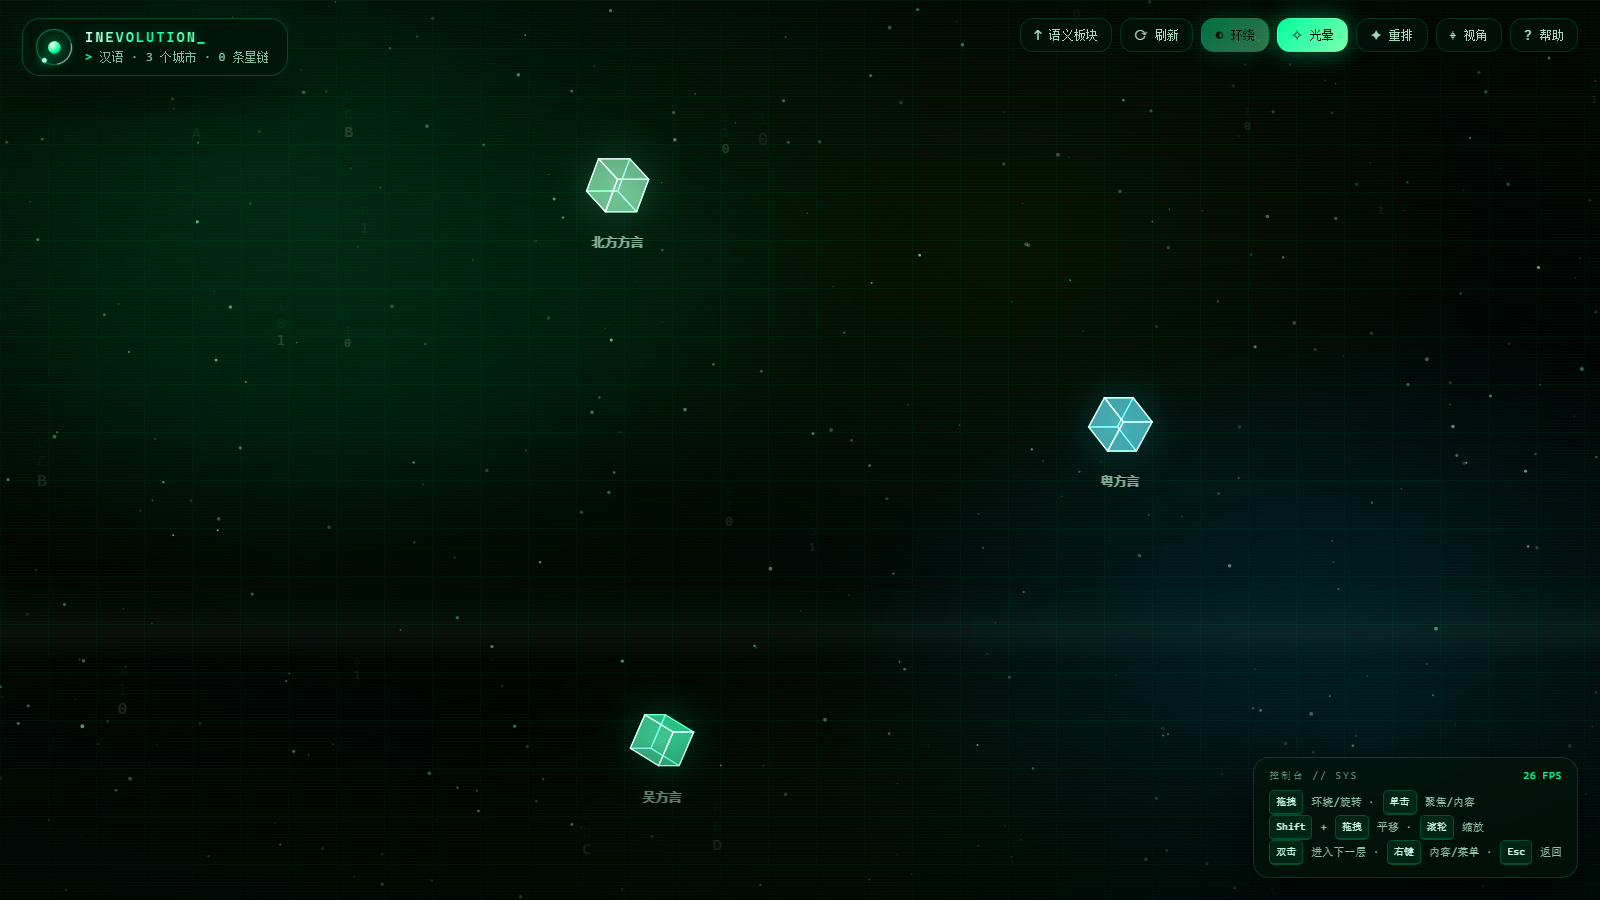 INEVOLUTION_
> 汉语 · 3 个城市 · 0 条星链
↑ 语义板块
⟳ 刷新
◐ 环绕
✧ 光晕
✦ 重排
⌖ 视角
? 帮助
北方方言
粤方言
吴方言
控制台 // SYS 26 FPS
拖拽 环绕/旋转 · 单击 聚焦/内容
Shift + 拖拽 平移 · 滚轮 缩放
双击 进入下一层 · 右键 内容/菜单 · Esc 返回